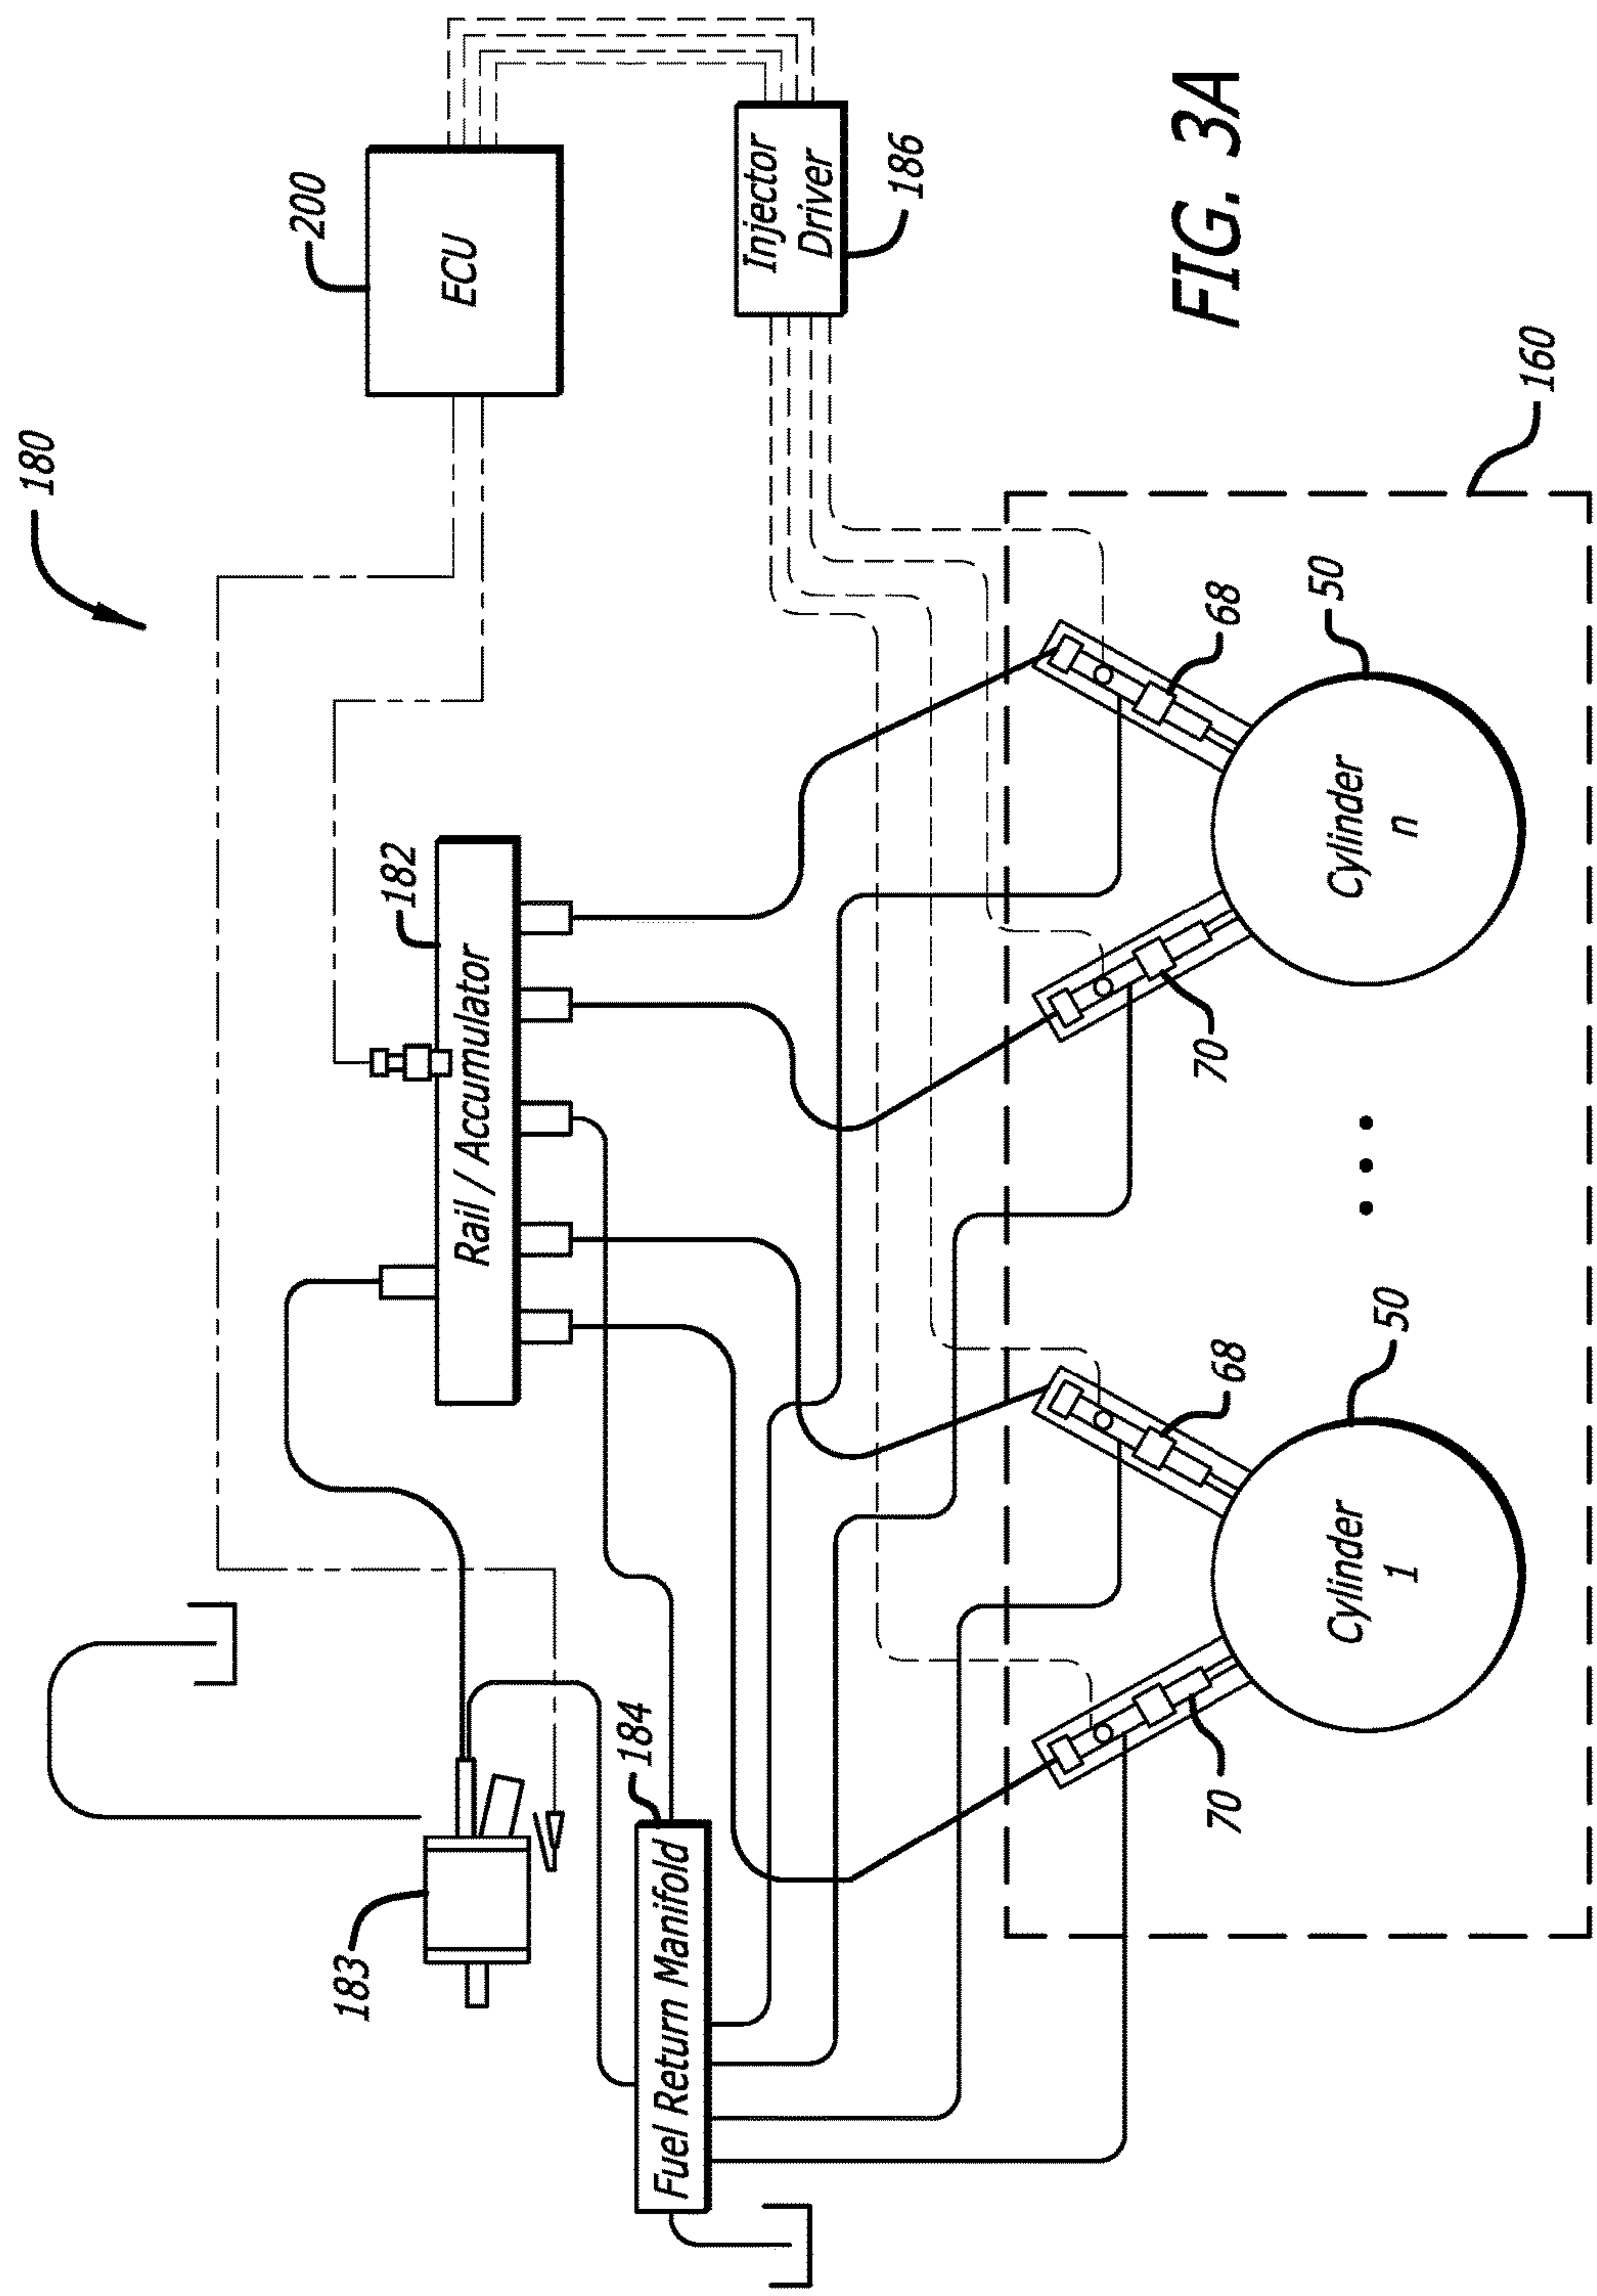 180
200
ECU
182
Rail / Accumulator
183
184
Fuel Return Manifold
Injector
Driver
186
160
70
68
50
Cylinder
1
70
68
50
Cylinder
n
FIG. 3A